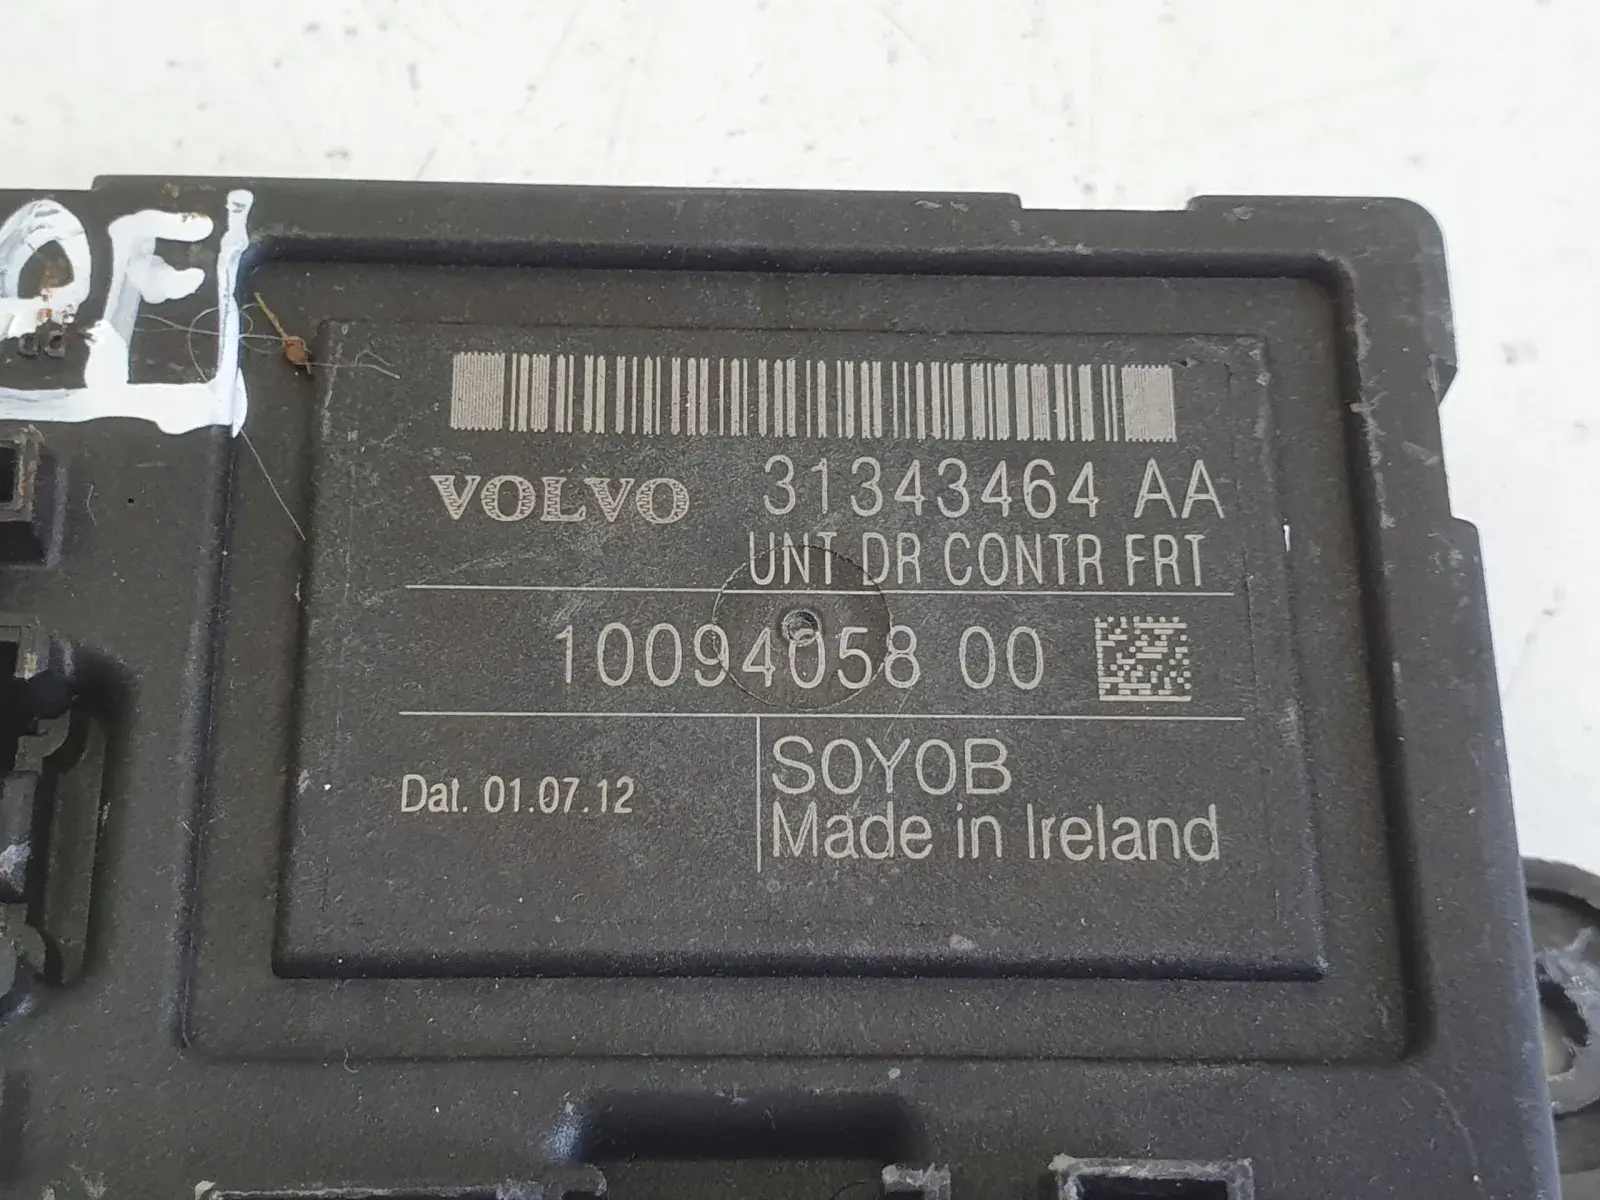 VOLVO 31343464 AA
UNT DR CONTR FRT
10094058 00
Dat. 01.07.12
SOYOB
Made in Ireland